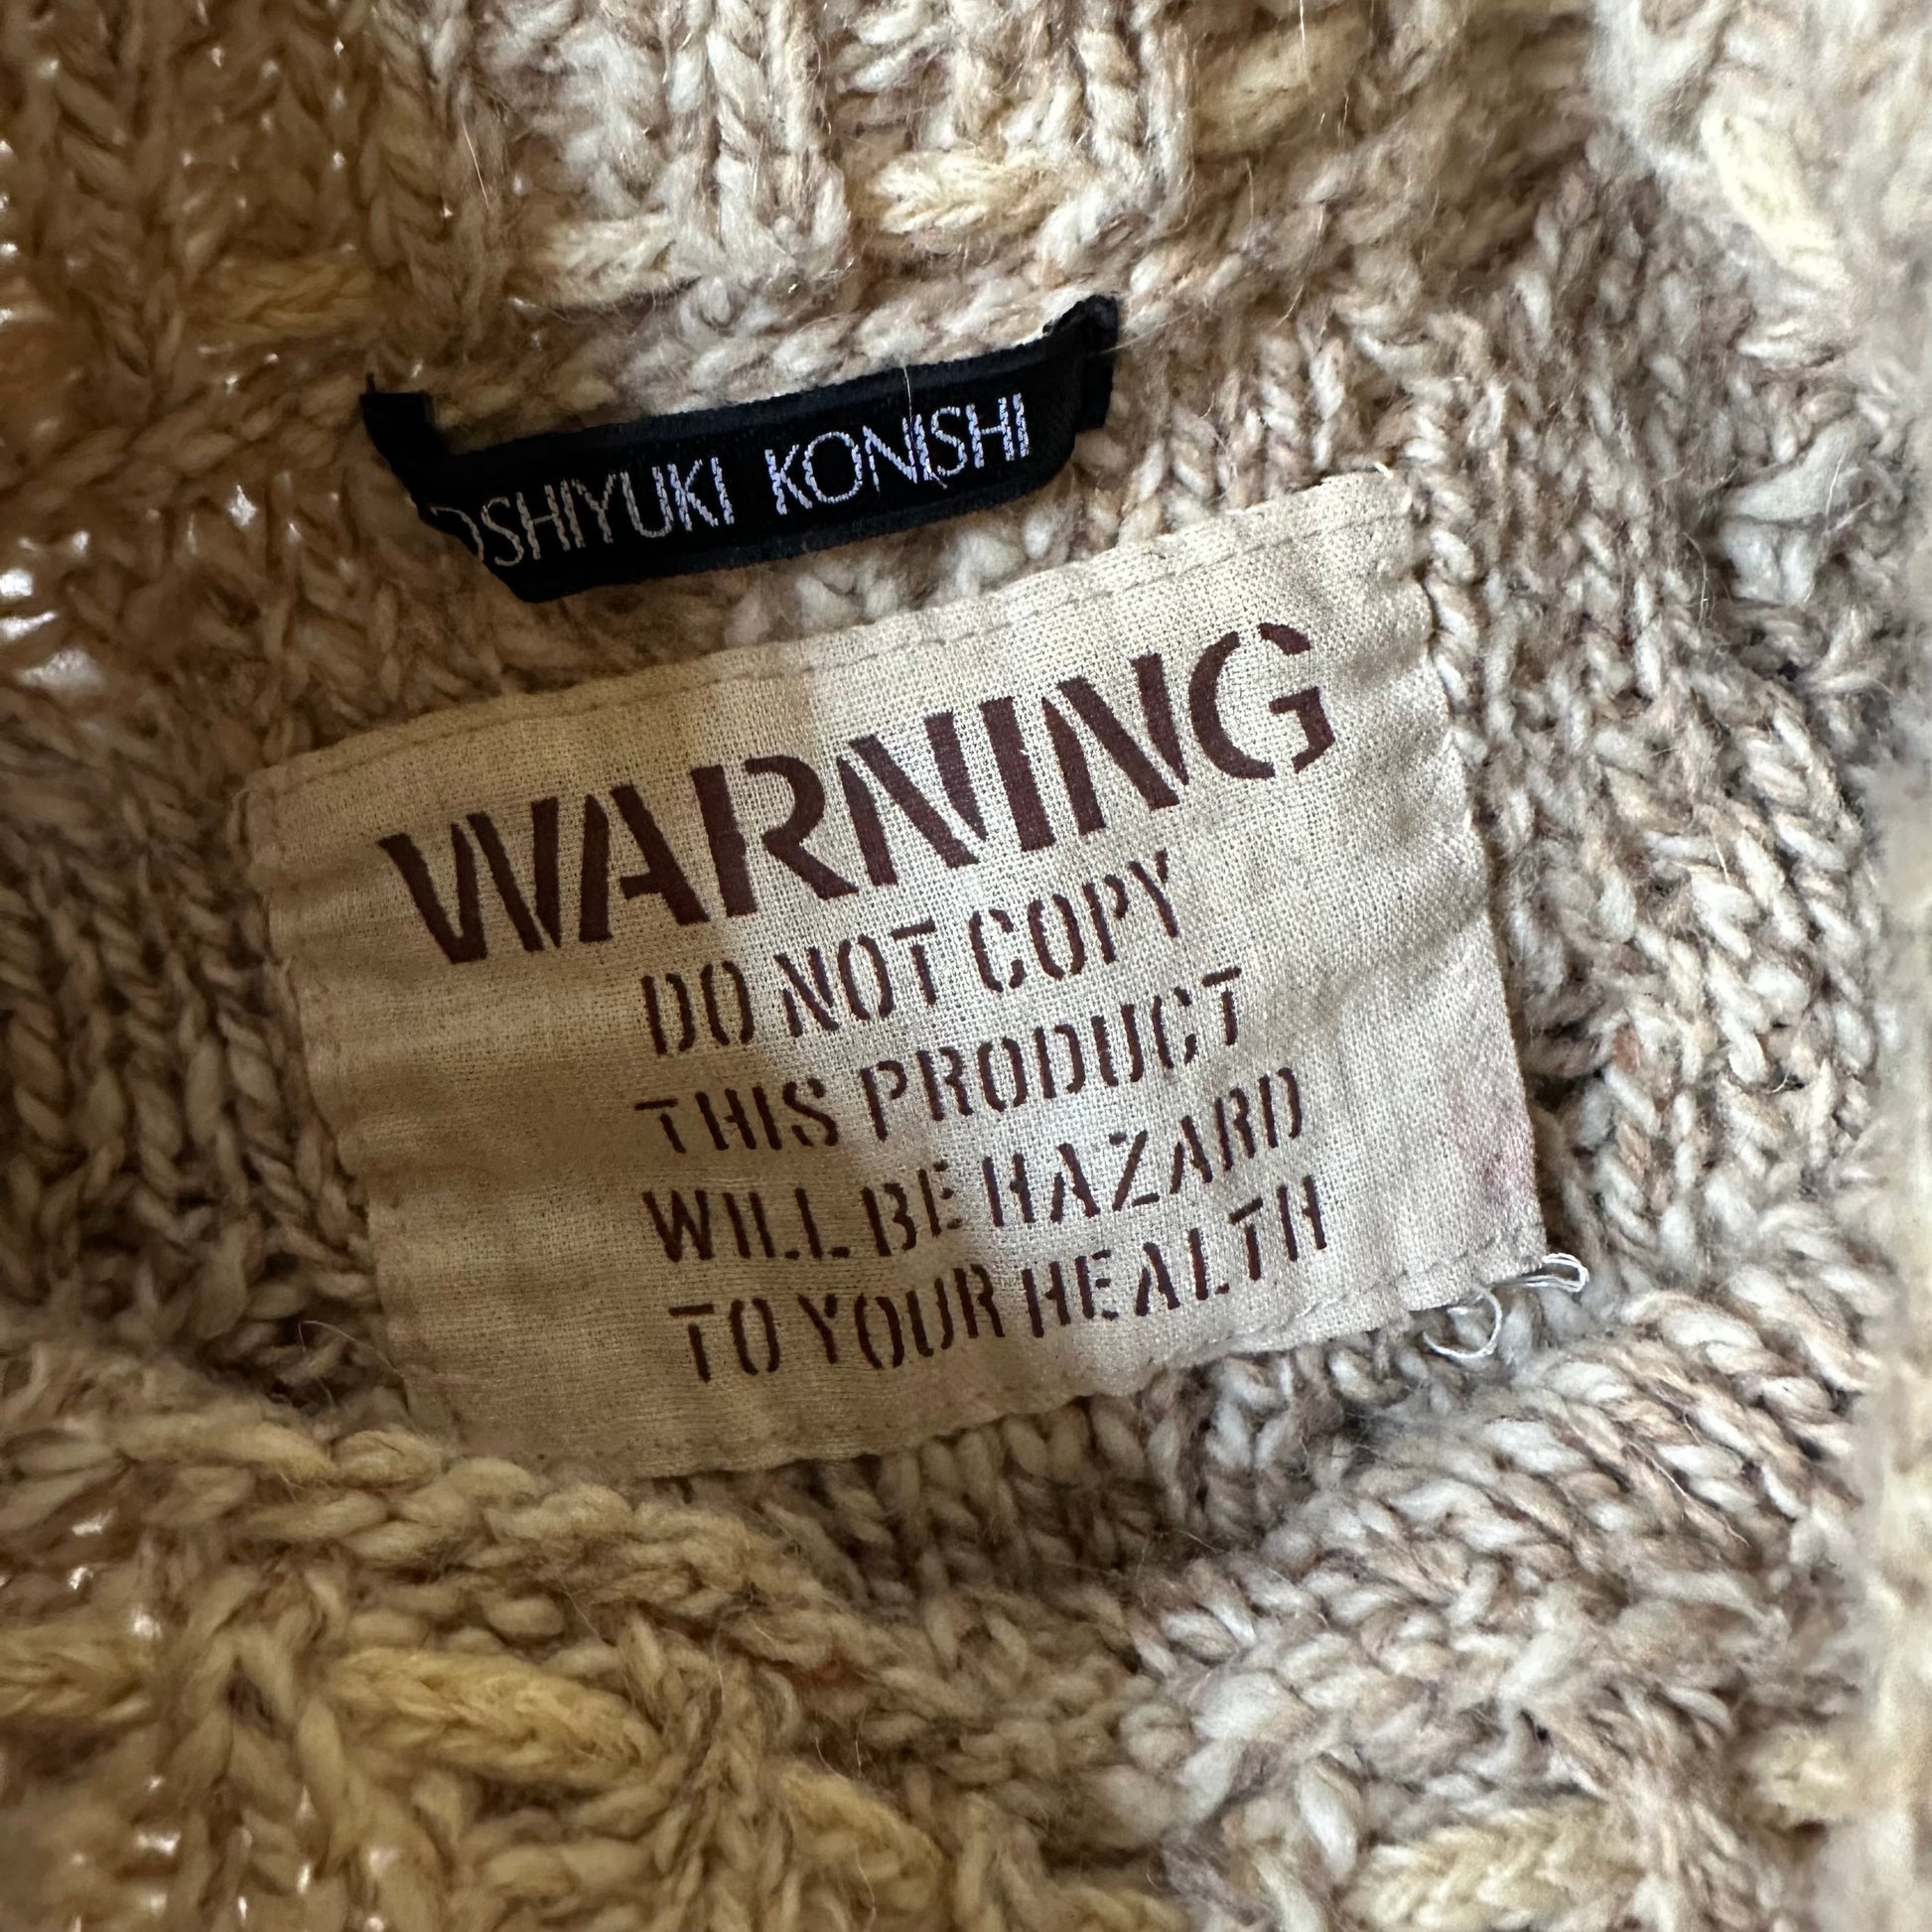 OSHIYUKI KONISHI
WARNING
DO NOT COPY
THIS PRODUCT
WILL BE HAZARD
TO YOUR HEALTH